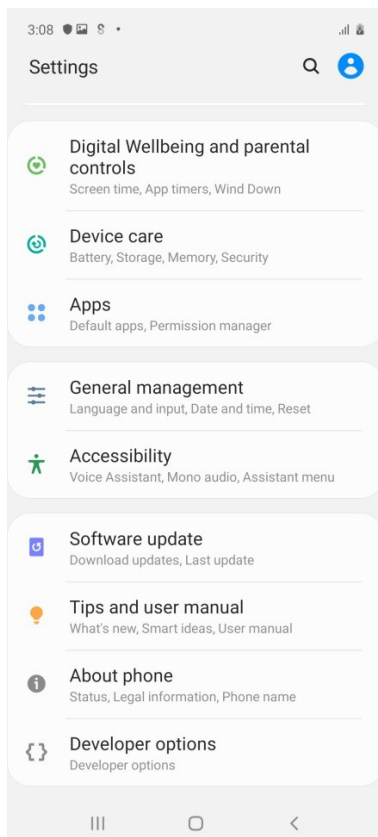 3:08
Settings
Digital Wellbeing and parental
controls
Screen time, App timers, Wind Down
Device care
Battery, Storage, Memory, Security
Apps
Default apps, Permission manager
General management
Language and input, Date and time, Reset
Accessibility
Voice Assistant, Mono audio, Assistant menu
Software update
Download updates, Last update
Tips and user manual
What's new, Smart ideas, User manual
About phone
Status, Legal information, Phone name
Developer options
Developer options